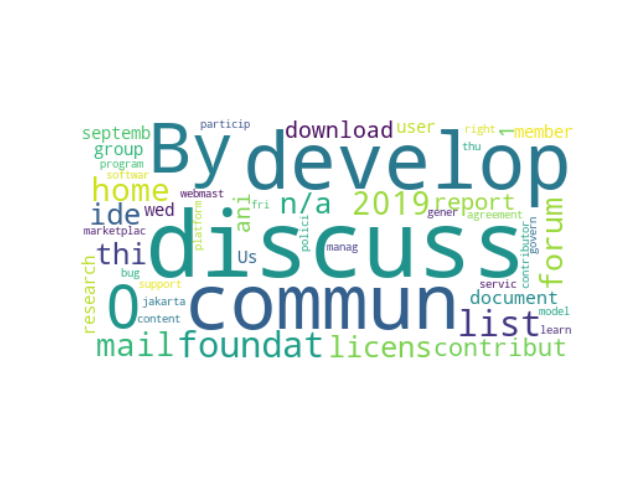 particip
septemb By download user right 1 member
group develop thu
program
softwar
home webmast ani fri n/a 2019 report
ide wed gener agreement
marketplac platform discuss polici forum
thi Us manag contributor govern
research bug support servic document
jakarta O commun list model
content learn
mail foundat licens contribut